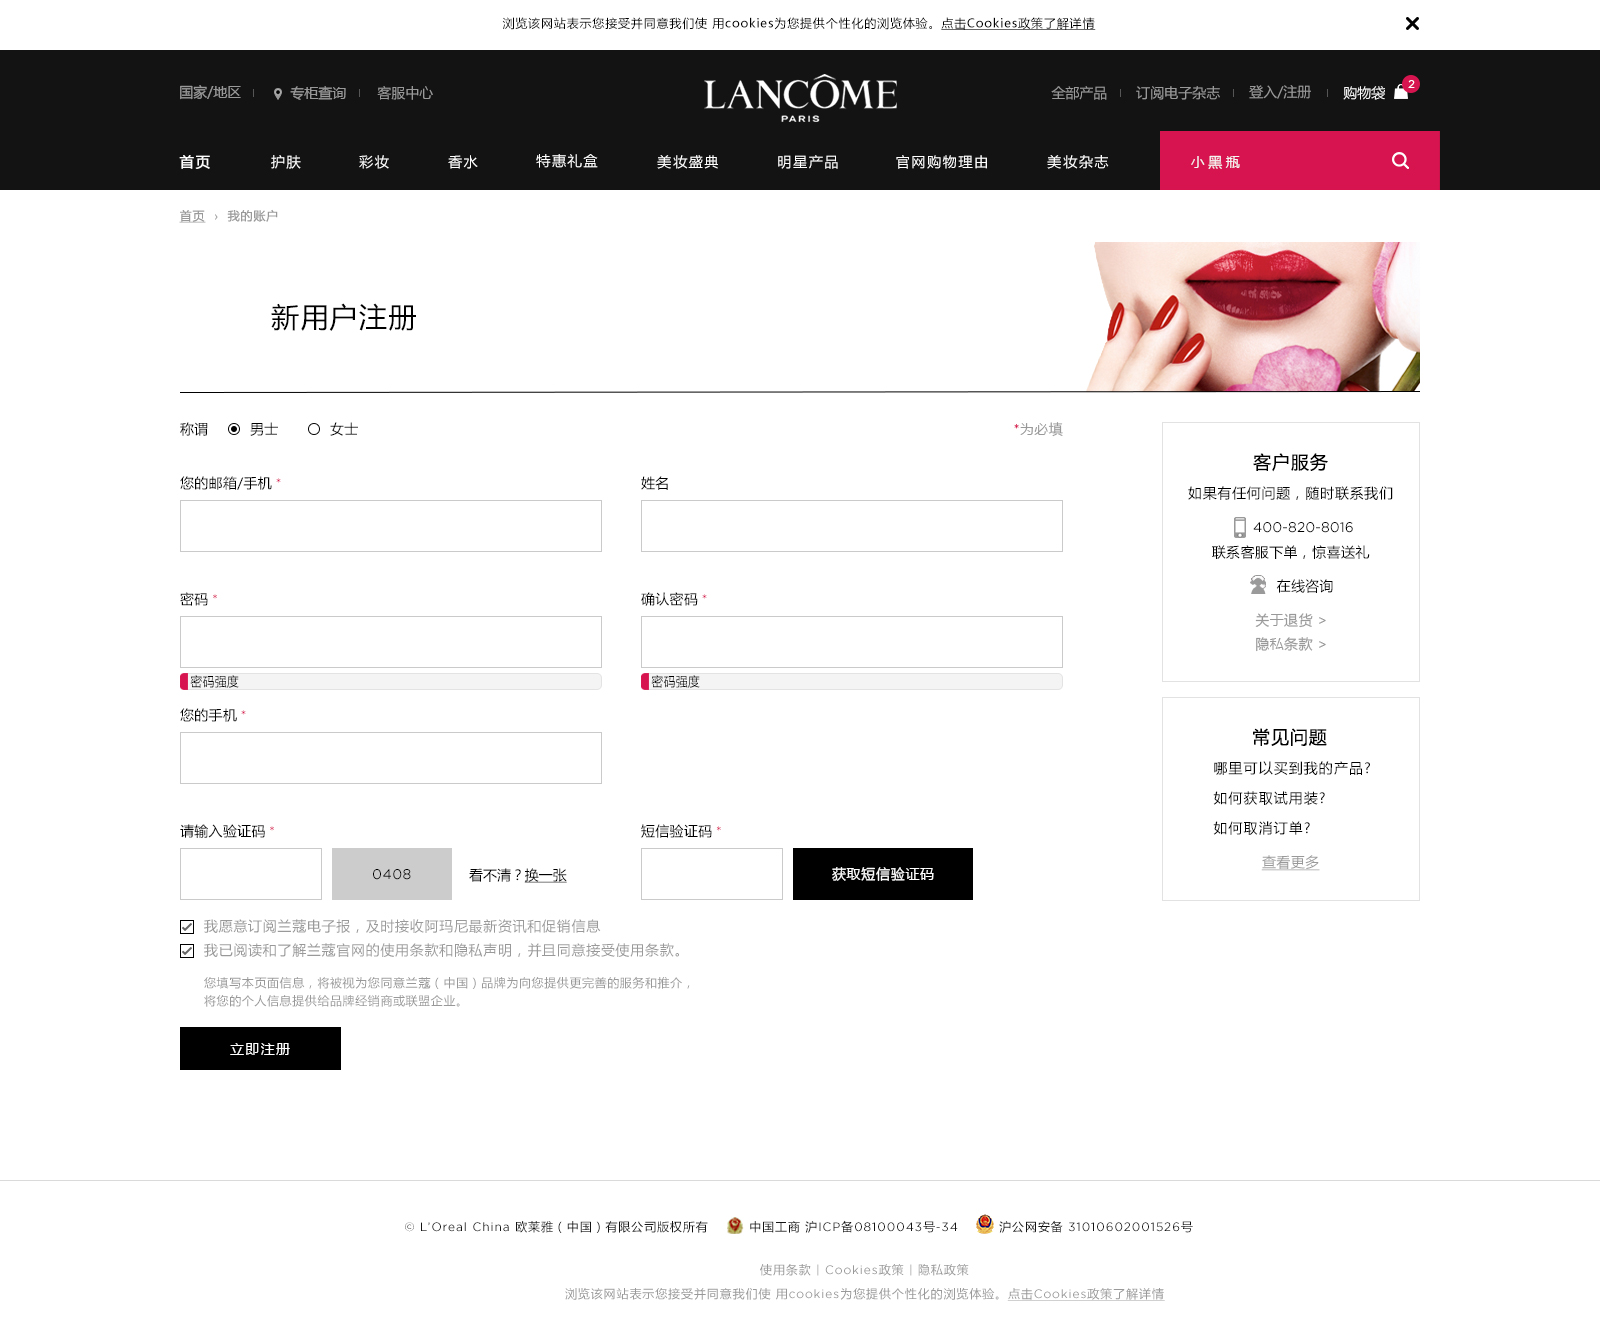 浏览该网站表示您接受并同意我们使 用cookies为您提供个性化的浏览体验。点击Cookies政策了解详情
国家/地区 专柜查询 客服中心
LANCÔME
PARIS
全部产品 订阅电子杂志 登入/注册 购物袋 2
首页 护肤 彩妆 香水 特惠礼盒 美妆盛典 明星产品 官网购物理由 美妆杂志 小黑瓶
首页 › 我的账户
新用户注册
称谓 男士 女士 *为必填
您的邮箱/手机 * 姓名
密码 * 确认密码 *
密码强度 密码强度
您的手机 *
请输入验证码 * 短信验证码 *
0408 看不清？换一张 获取短信验证码
我愿意订阅兰蔻电子报，及时接收阿玛尼最新资讯和促销信息
我已阅读和了解兰蔻官网的使用条款和隐私声明，并且同意接受使用条款。
您填写本页面信息，将被视为您同意兰蔻（中国）品牌为向您提供更完善的服务和推介，
将您的个人信息提供给品牌经销商或联盟企业。
立即注册
客户服务
如果有任何问题，随时联系我们
400-820-8016
联系客服下单，惊喜送礼
在线咨询
关于退货 >
隐私条款 >
常见问题
哪里可以买到我的产品?
如何获取试用装?
如何取消订单?
查看更多
© L'Oreal China 欧莱雅（中国）有限公司版权所有 中国工商 沪ICP备08100043号-34 沪公网安备 31010602001526号
使用条款 | Cookies政策 | 隐私政策
浏览该网站表示您接受并同意我们使 用cookies为您提供个性化的浏览体验。点击Cookies政策了解详情